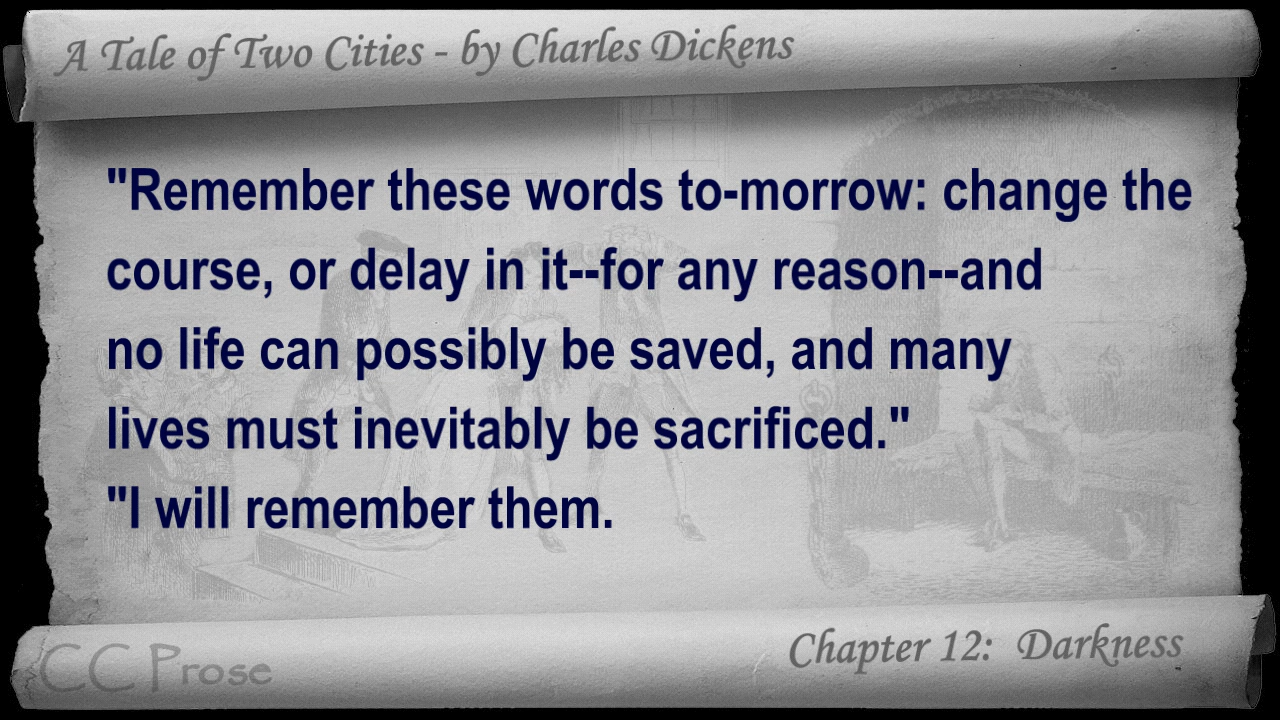 A Tale of Two Cities - by Charles Dickens
"Remember these words to-morrow: change the
course, or delay in it--for any reason--and
no life can possibly be saved, and many
lives must inevitably be sacrificed."
"I will remember them.
Chapter 12: Darkness
CC Prose